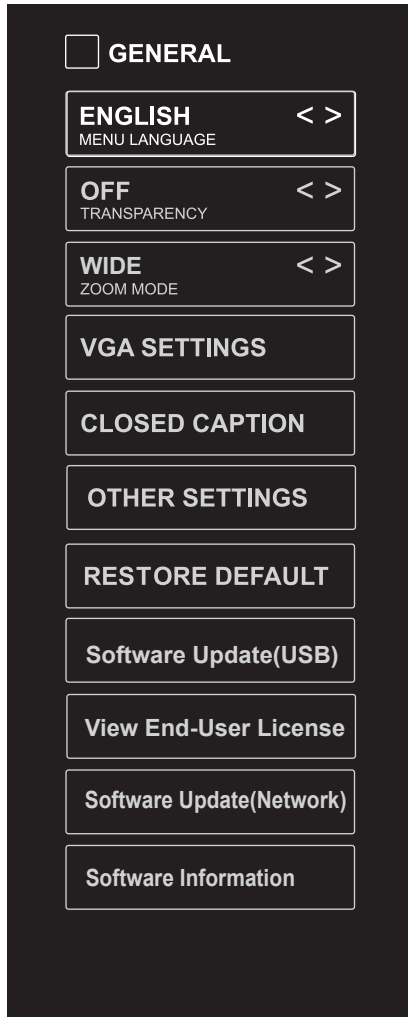 GENERAL
ENGLISH < >
MENU LANGUAGE
OFF < >
TRANSPARENCY
WIDE < >
ZOOM MODE
VGA SETTINGS
CLOSED CAPTION
OTHER SETTINGS
RESTORE DEFAULT
Software Update(USB)
View End-User License
Software Update(Network)
Software Information